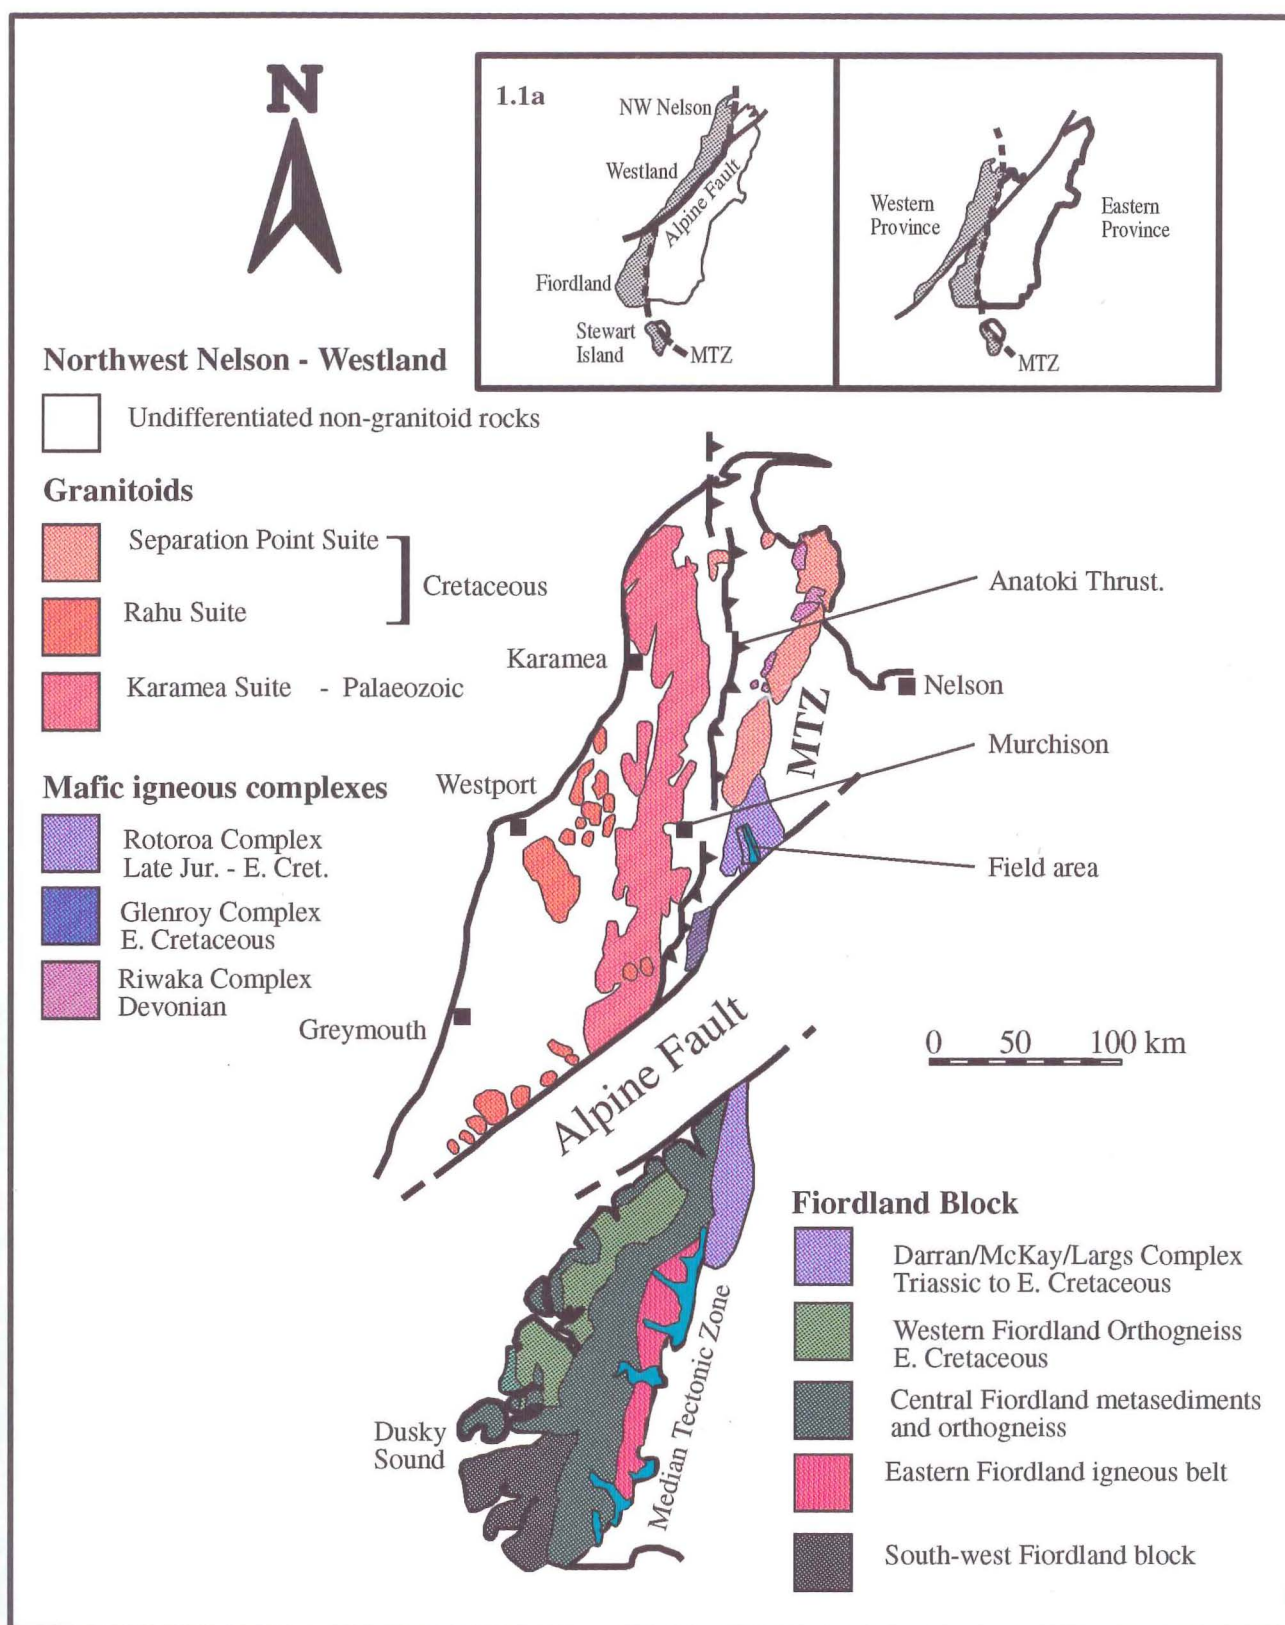 N
1.1a
NW Nelson
Westland
Alpine Fault
Fiordland
Stewart
Island
MTZ
Western
Province
Eastern
Province
MTZ
Northwest Nelson - Westland
Undifferentiated non-granitoid rocks
Granitoids
Separation Point Suite
Cretaceous
Rahu Suite
Karamea Suite - Palaeozoic
Mafic igneous complexes
Rotoroa Complex
Late Jur. - E. Cret.
Glenroy Complex
E. Cretaceous
Riwaka Complex
Devonian
Anatoki Thrust.
Karamea
Nelson
MTZ
Murchison
Westport
Field area
Greymouth
Alpine Fault
0 50 100 km
Fiordland Block
Darran/McKay/Largs Complex
Triassic to E. Cretaceous
Western Fiordland Orthogneiss
E. Cretaceous
Central Fiordland metasediments
and orthogneiss
Eastern Fiordland igneous belt
South-west Fiordland block
Dusky
Sound
Median Tectonic Zone